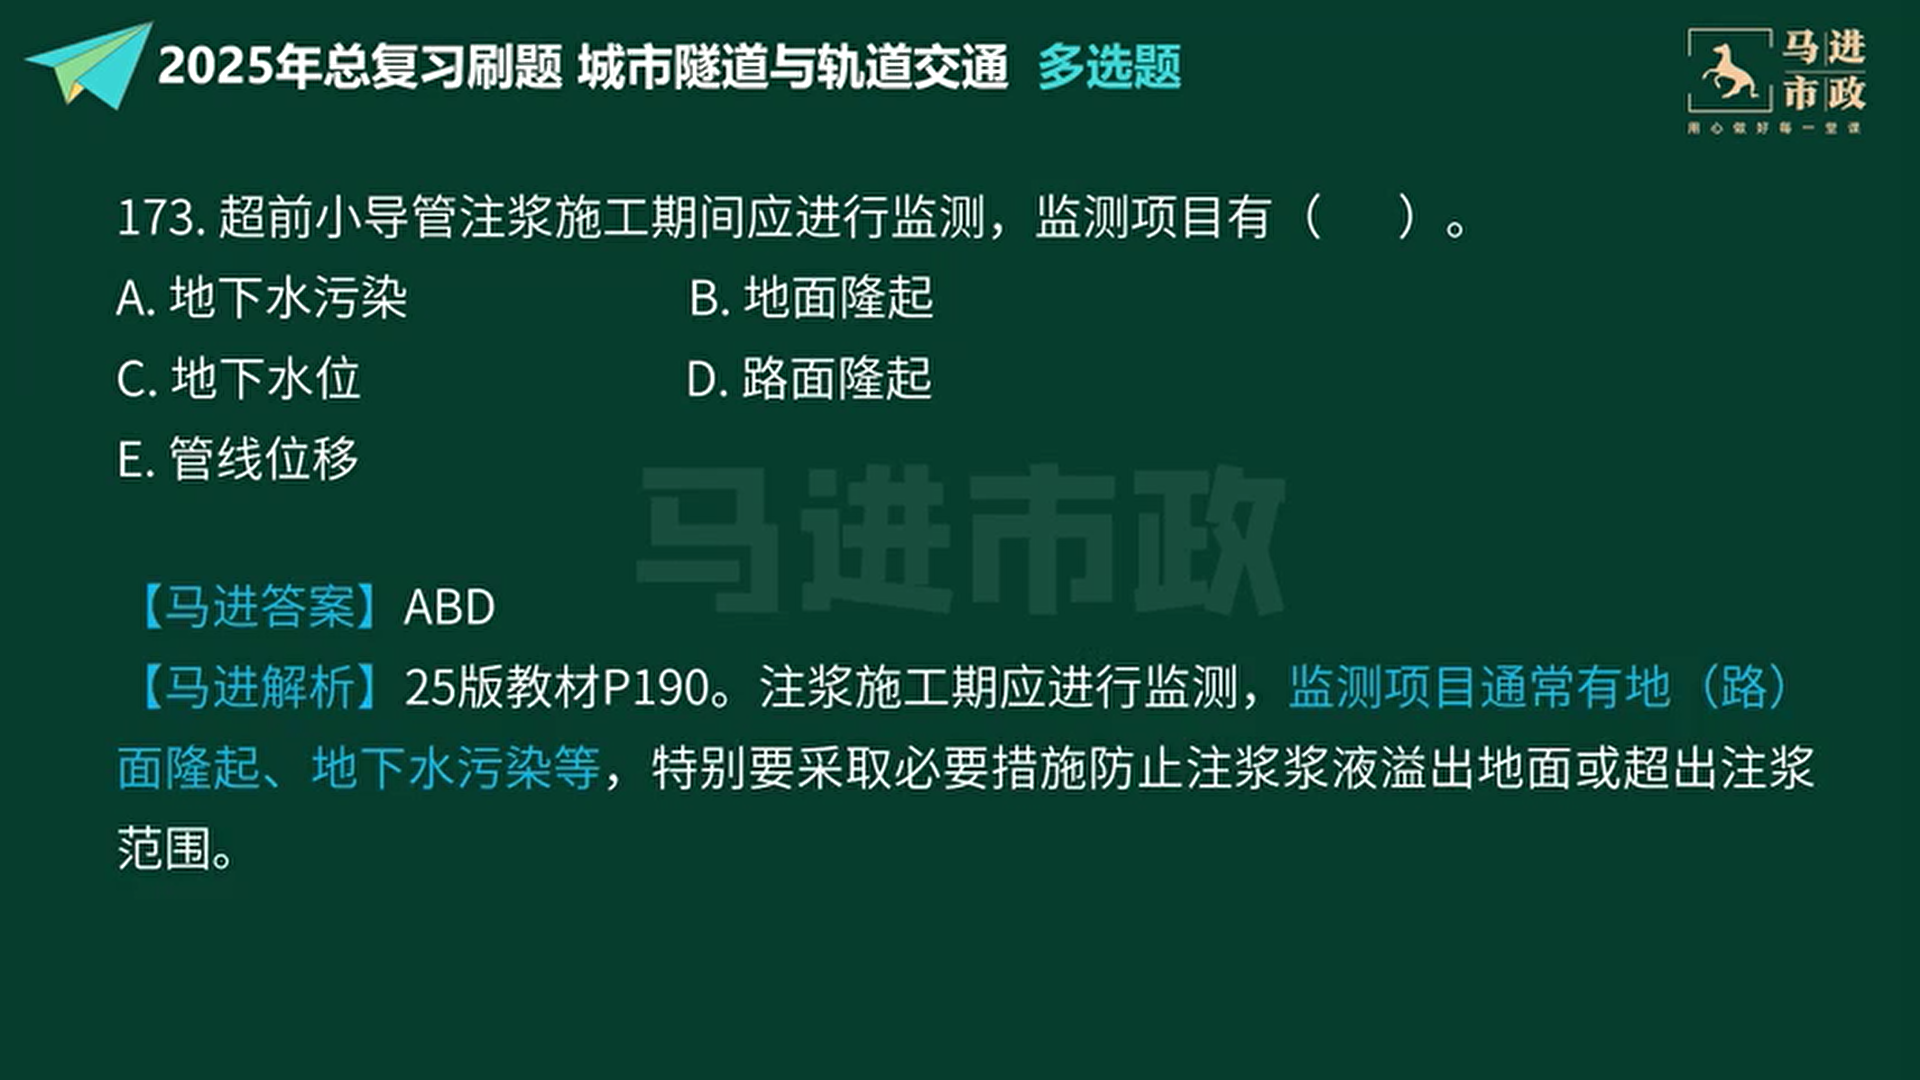 2025年总复习刷题 城市隧道与轨道交通 多选题
马进
市政
用心做好每一堂课
173. 超前小导管注浆施工期间应进行监测，监测项目有（ ）。
A. 地下水污染 B. 地面隆起
C. 地下水位 D. 路面隆起
E. 管线位移
马进市政
【马进答案】ABD
【马进解析】25版教材P190。注浆施工期应进行监测，监测项目通常有地（路）
面隆起、地下水污染等，特别要采取必要措施防止注浆浆液溢出地面或超出注浆
范围。